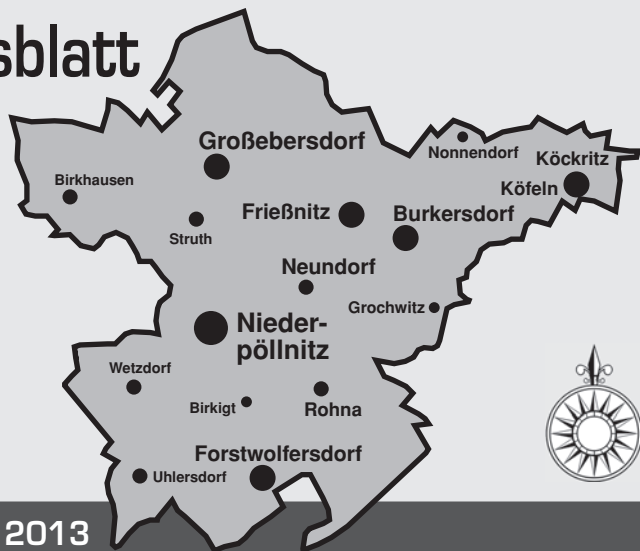 sblatt
Großebersdorf
Nonnendorf
Köckritz
Birkhausen
Köfeln
Frießnitz
Burkersdorf
Struth
Neundorf
Grochwitz
Nieder-
pöllnitz
Wetzdorf
Birkigt
Rohna
Forstwolfersdorf
Uhlersdorf
2013